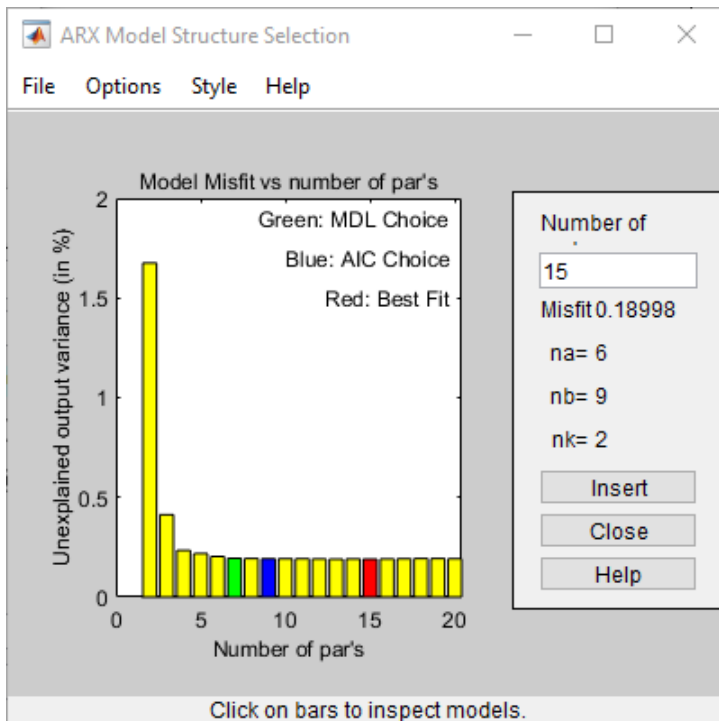 ARX Model Structure Selection
File Options Style Help
Model Misfit vs number of par's
Green: MDL Choice
Blue: AIC Choice
Red: Best Fit
Unexplained output variance (in %)
2
1.5
1
0.5
0
0 5 10 15 20
Number of par's
Number of
15
Misfit 0.18998
na= 6
nb= 9
nk= 2
Insert
Close
Help
Click on bars to inspect models.